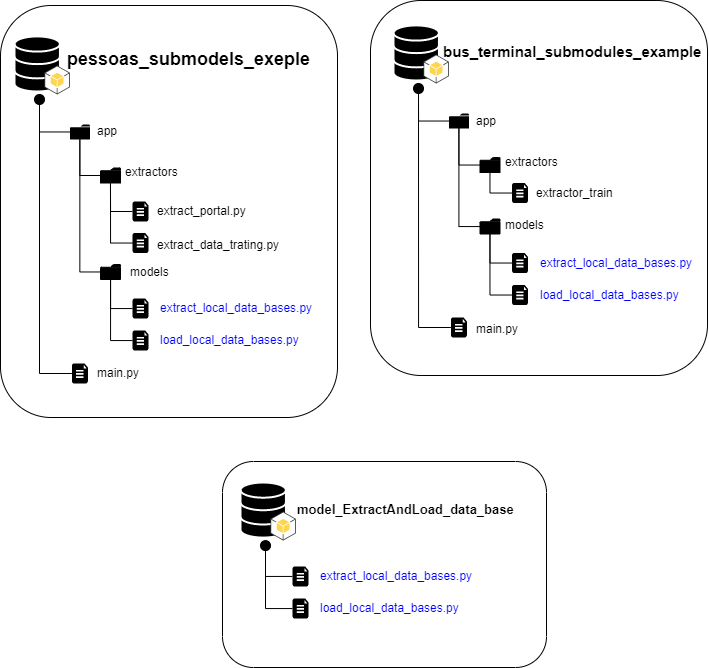 pessoas_submodels_exeple
app
extractors
extract_portal.py
extract_data_trating.py
models
extract_local_data_bases.py
load_local_data_bases.py
main.py
bus_terminal_submodules_example
app
extractors
extractor_train
models
extract_local_data_bases.py
load_local_data_bases.py
main.py
model_ExtractAndLoad_data_base
extract_local_data_bases.py
load_local_data_bases.py